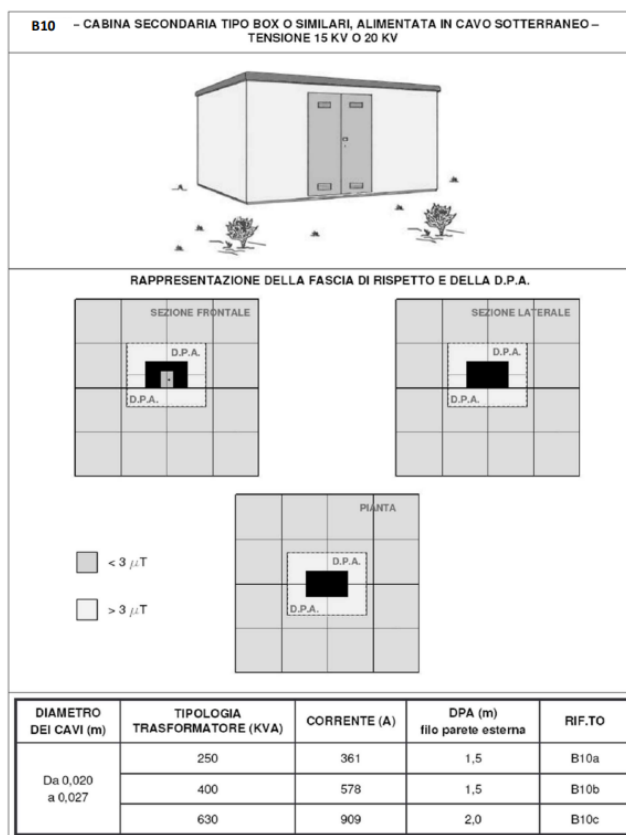 B10 – CABINA SECONDARIA TIPO BOX O SIMILARI, ALIMENTATA IN CAVO SOTTERRANEO –
TENSIONE 15 KV O 20 KV
RAPPRESENTAZIONE DELLA FASCIA DI RISPETTO E DELLA D.P.A.
SEZIONE FRONTALE
D.P.A.
D.P.A.
SEZIONE LATERALE
D.P.A.
D.P.A.
PIANTA
D.P.A.
D.P.A.
< 3 μT
> 3 μT
DIAMETRO DEI CAVI (m) TIPOLOGIA TRASFORMATORE (KVA) CORRENTE (A) DPA (m) filo parete esterna RIF.TO
Da 0,020 a 0,027
250 361 1,5 B10a
400 578 1,5 B10b
630 909 2,0 B10c